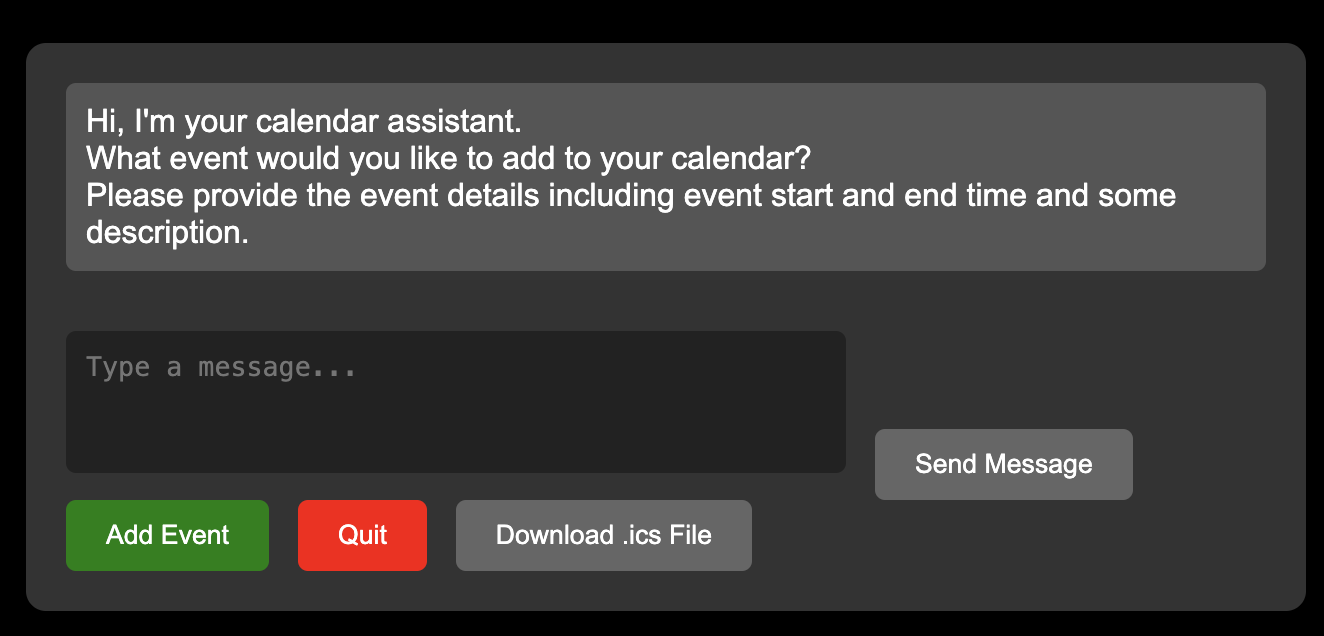 Hi, I'm your calendar assistant.
What event would you like to add to your calendar?
Please provide the event details including event start and end time and some
description.
Type a message...
Send Message
Add Event
Quit
Download .ics File